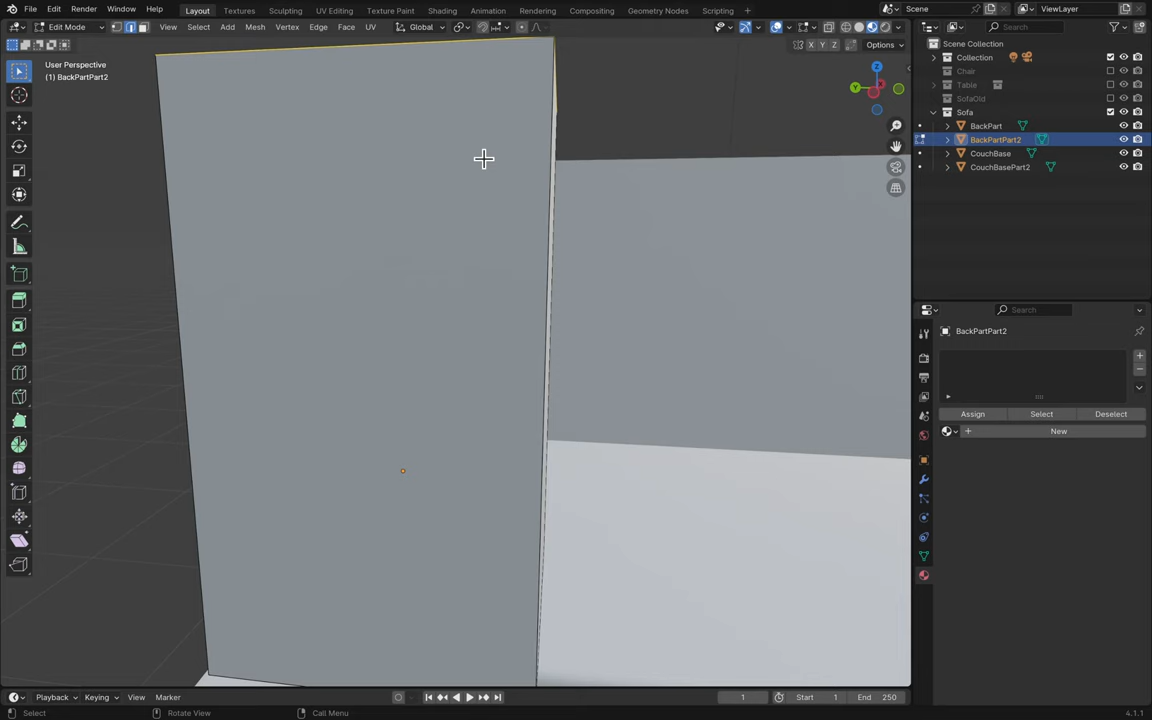 File Edit Render Window Help Layout Textures Sculpting UV Editing Texture Paint Shading Animation Rendering Compositing Geometry Nodes Scripting + Scene ViewLayer
Edit Mode View Select Add Mesh Vertex Edge Face UV Global
X Y Z Options
User Perspective
(1) BackPartPart2
Z
Y
X
Search
Scene Collection
Collection
Chair
Table
SofaOld
Sofa
BackPart
BackPartPart2
CouchBase
CouchBasePart2
Search
BackPartPart2
Assign Select Deselect
New
Playback Keying View Marker 1 Start 1 End 250
Select Rotate View Call Menu 4.1.1